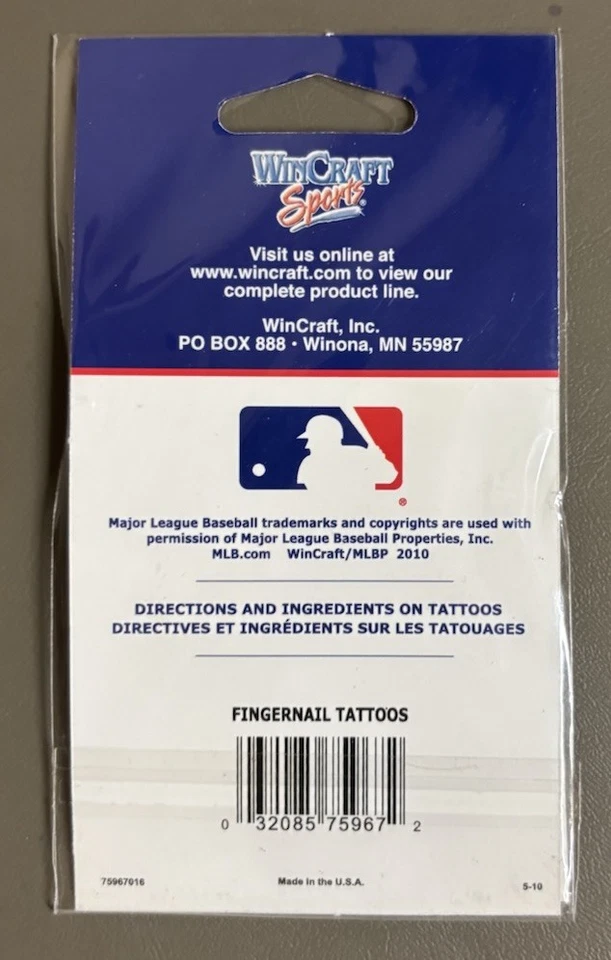 WINCRAFT
Sports®
Visit us online at
www.wincraft.com to view our
complete product line.
WinCraft, Inc.
PO BOX 888 · Winona, MN 55987
®
Major League Baseball trademarks and copyrights are used with
permission of Major League Baseball Properties, Inc.
MLB.com WinCraft/MLBP 2010
DIRECTIONS AND INGREDIENTS ON TATTOOS
DIRECTIVES ET INGRÉDIENTS SUR LES TATOUAGES
FINGERNAIL TATTOOS
0 32085 75967 2
75967016 Made in the U.S.A. 5-10